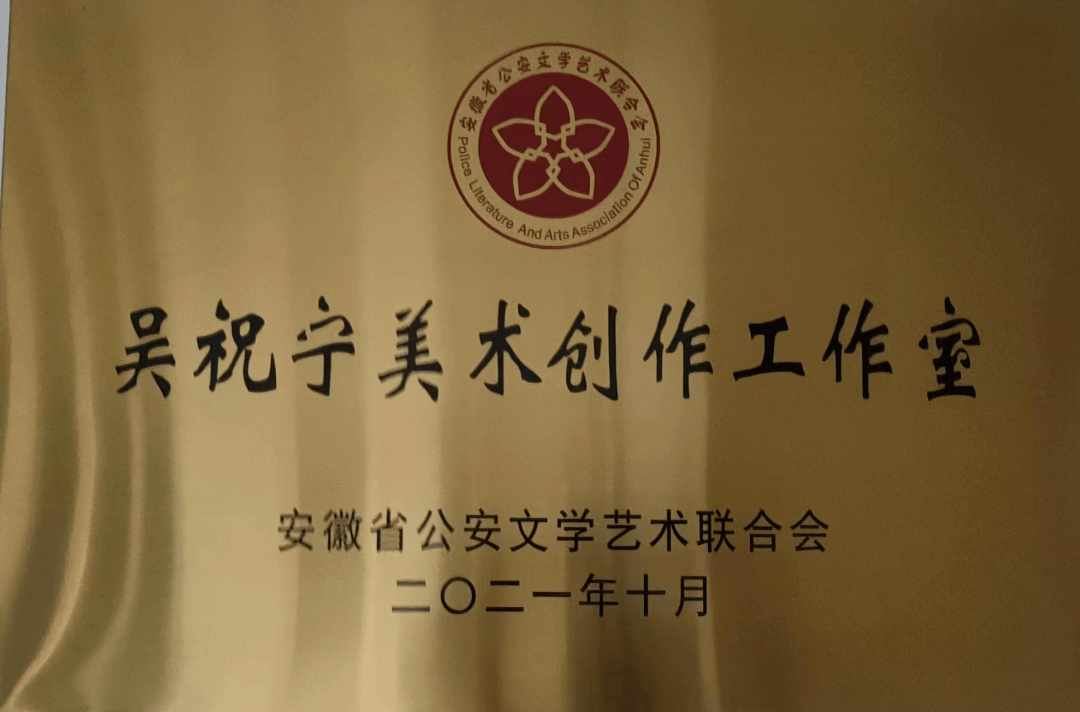 安徽省公安文学艺术联合会
Police Literature And Arts Association Of Anhui
吴祝宁美术创作工作室
安徽省公安文学艺术联合会
二〇二一年十月